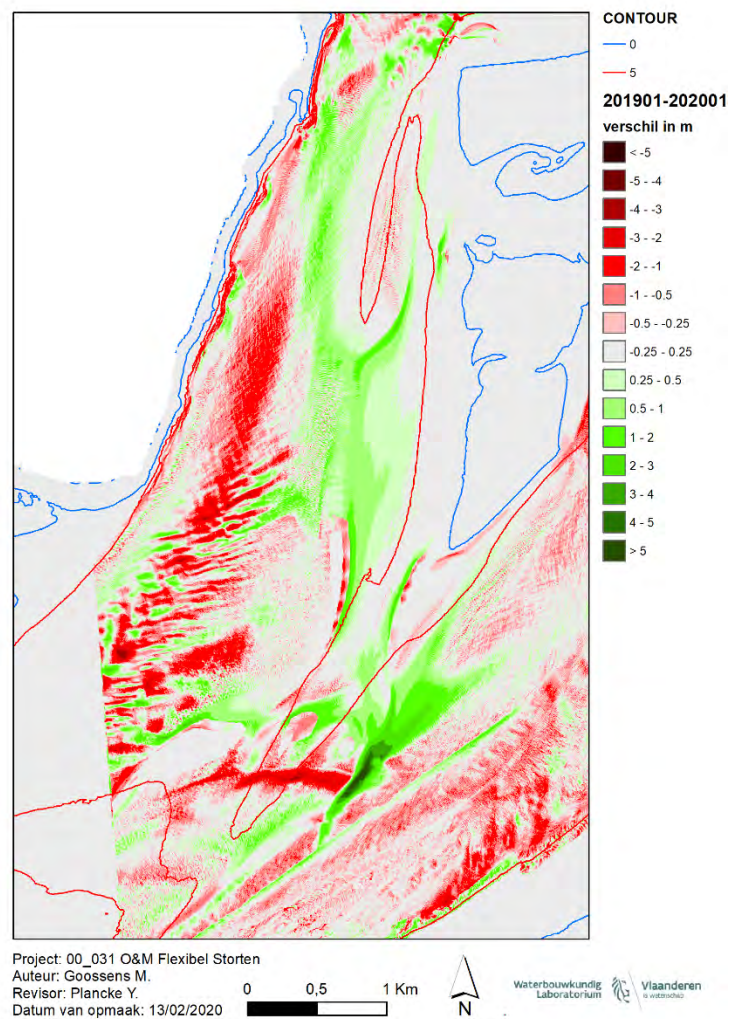 CONTOUR
0
5
201901-202001
verschil in m
< -5
-5 - -4
-4 - -3
-3 - -2
-2 - -1
-1 - -0.5
-0.5 - -0.25
-0.25 - 0.25
0.25 - 0.5
0.5 - 1
1 - 2
2 - 3
3 - 4
4 - 5
> 5
Project: 00_031 O&M Flexibel Storten
Auteur: Goossens M.
Revisor: Plancke Y.
Datum van opmaak: 13/02/2020
0 0,5 1 Km
N
Waterbouwkundig
Laboratorium
Vlaanderen
is wetenschap